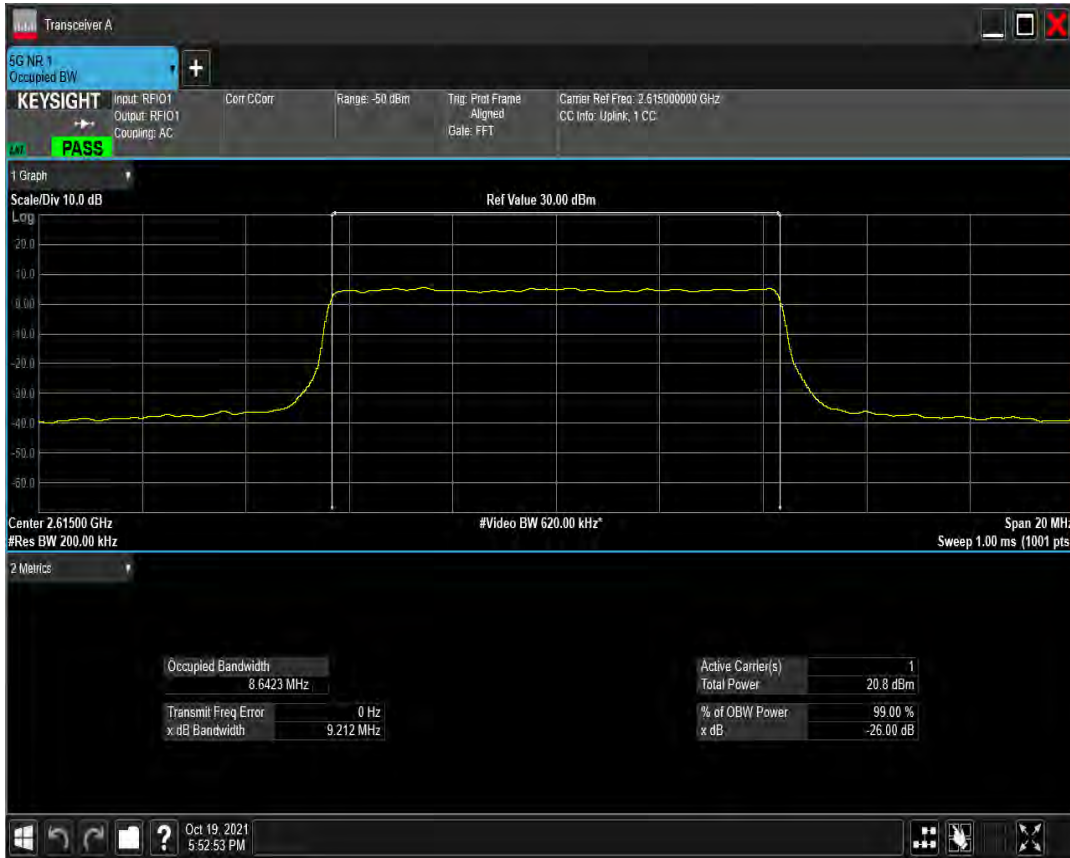 Transceiver A
5G NR 1
Occupied BW
+
KEYSIGHT
Input: RFIO1
Output: RFIO1
Coupling: AC
Corr CCorr
Range: -50 dBm
Trig: Prot Frame
Aligned
Gate: FFT
Carrier Ref Freq: 2.615000000 GHz
CC Info: Uplink, 1 CC
PASS
1 Graph
Scale/Div 10.0 dB
Ref Value 30.00 dBm
Log
20.0
10.0
0.00
-10.0
-20.0
-30.0
-40.0
-50.0
-60.0
Center 2.61500 GHz
#Video BW 620.00 kHz*
Span 20 MHz
#Res BW 200.00 kHz
Sweep 1.00 ms (1001 pts
2 Metrics
Occupied Bandwidth
8.6423 MHz
Transmit Freq Error 0 Hz
x dB Bandwidth 9.212 MHz
Active Carrier(s) 1
Total Power 20.8 dBm
% of OBW Power 99.00 %
x dB -26.00 dB
?
Oct 19, 2021
5:52:53 PM